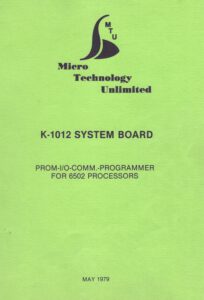 MTU
Micro
Technology
Unlimited
K-1012 SYSTEM BOARD
PROM-I/O-COMM.-PROGRAMMER
FOR 6502 PROCESSORS
MAY 1979